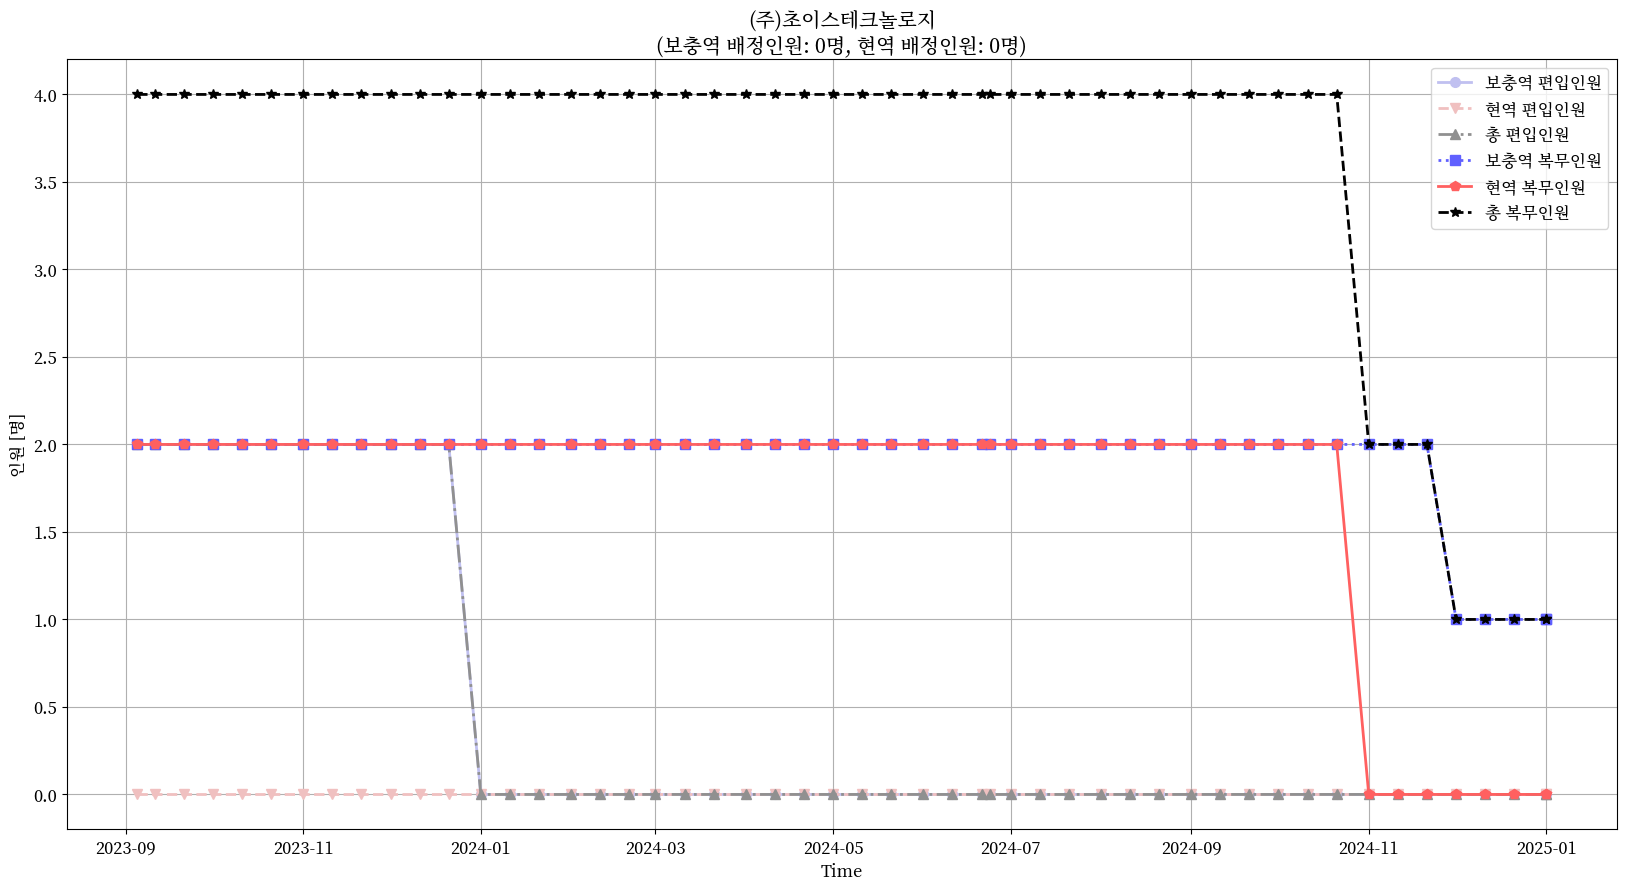 (주)초이스테크놀로지
(보충역 배정인원: 0명, 현역 배정인원: 0명)
보충역 편입인원
현역 편입인원
총 편입인원
보충역 복무인원
현역 복무인원
총 복무인원
인원 [명]
4.0
3.5
3.0
2.5
2.0
1.5
1.0
0.5
0.0
2023-09 2023-11 2024-01 2024-03 2024-05 2024-07 2024-09 2024-11 2025-01
Time